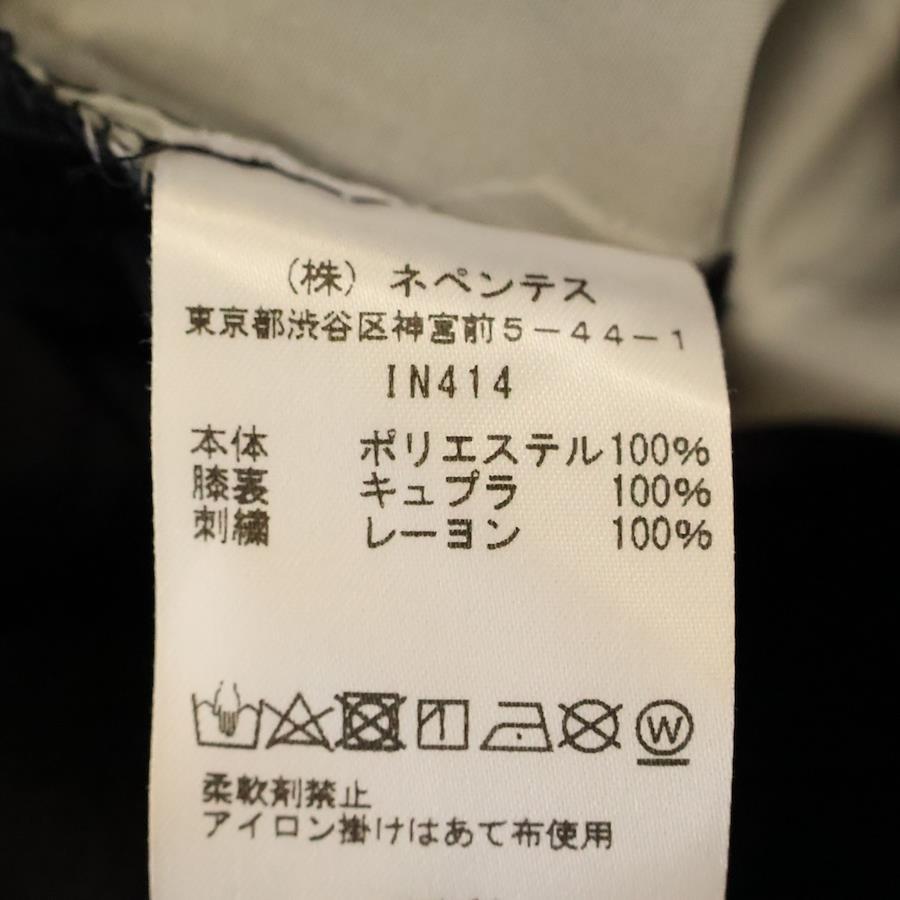 (株) ネペンテス
東京都渋谷区神宮前5-44-1
IN414
本体 ポリエステル100%
膝裏 キュプラ 100%
刺繍 レーヨン 100%
W
柔軟剤禁止
アイロン掛けはあて布使用